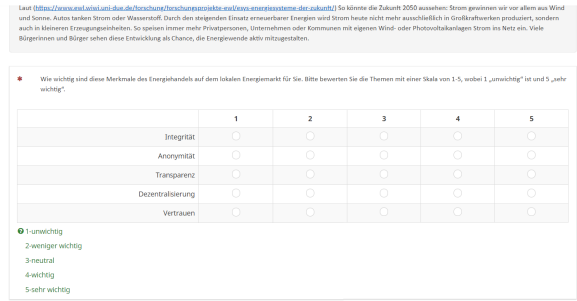 Laut (https://www.ewl.wiwi.uni-due.de/forschung/forschungsprojekte-ewl/ewps-energiesysteme-der-zukunft/) So könnte die Zukunft 2050 aussehen: Strom gewinnen wir vor allem aus Wind
und Sonne. Autos tanken Strom oder Wasserstoff. Durch den steigenden Einsatz erneuerbarer Energien wird Strom heute nicht mehr ausschließlich in Großkraftwerken produziert, sondern
auch in kleineren Erzeugungseinheiten. So speisen immer mehr Privatpersonen, Unternehmen oder Kommunen mit eigenen Wind- oder Photovoltaikanlagen Strom ins Netz ein. Viele
Bürgerinnen und Bürger sehen diese Entwicklung als Chance, die Energiewende aktiv mitzugestalten.
* Wie wichtig sind diese Merkmale des Energiehandels auf dem lokalen Energiemarkt für Sie. Bitte bewerten Sie die Themen mit einer Skala von 1-5, wobei 1 „unwichtig" ist und 5 „sehr
wichtig".
1 2 3 4 5
Integrität
Anonymität
Transparenz
Dezentralisierung
Vertrauen
1-unwichtig
2-weniger wichtig
3-neutral
4-wichtig
5-sehr wichtig